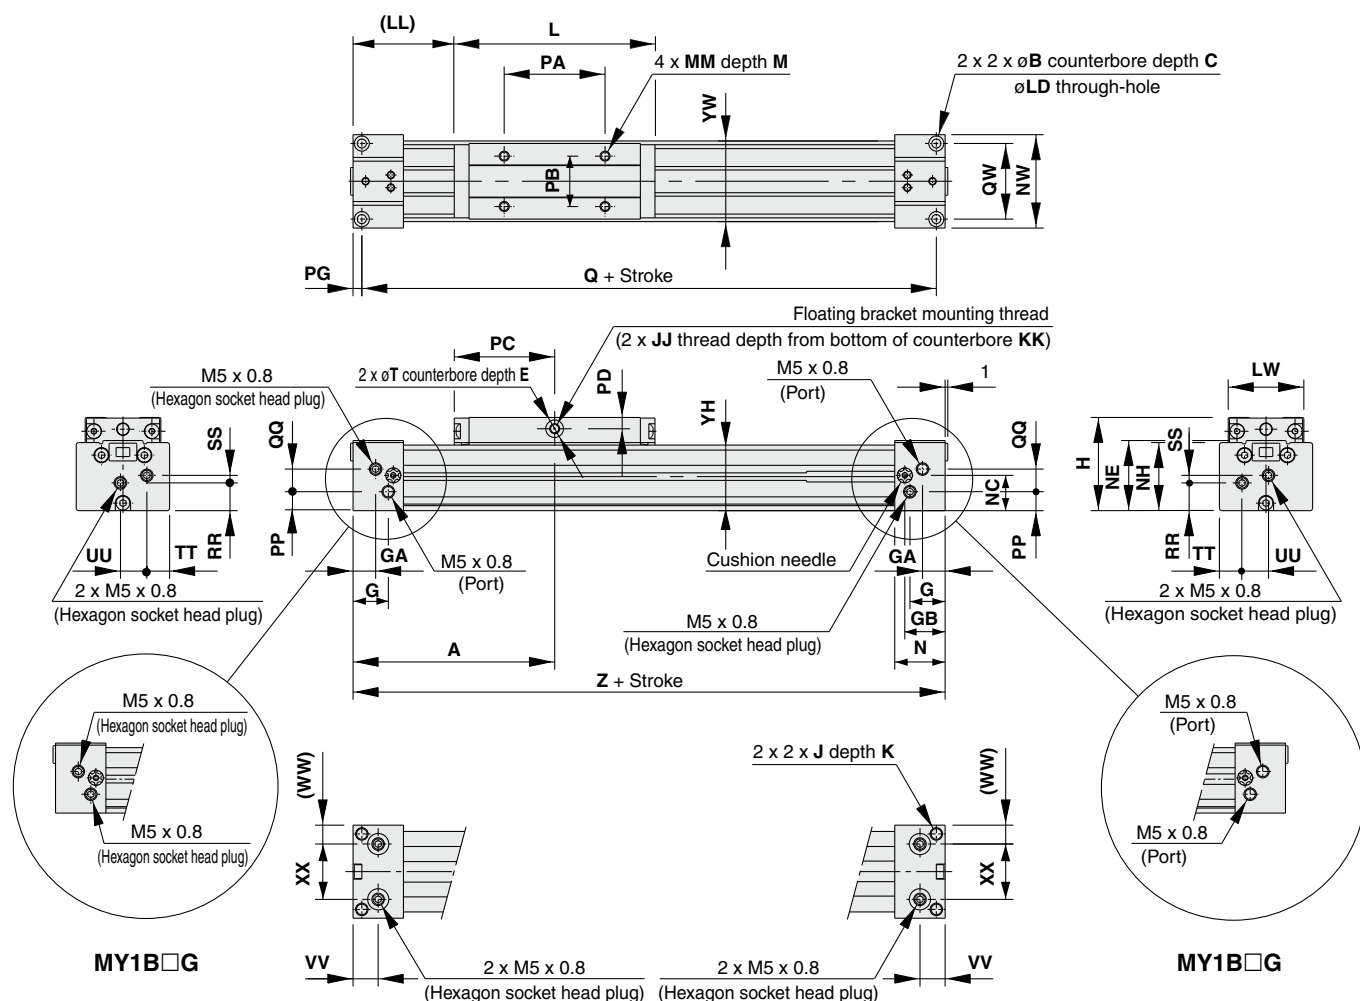 (LL)
L
PA
4 x MM depth M
2 x 2 x øB counterbore depth C
øLD through-hole
YW
PB
QW
NW
PG
Q + Stroke
Floating bracket mounting thread
(2 x JJ thread depth from bottom of counterbore KK)
PC
M5 x 0.8
(Hexagon socket head plug)
2 x øT counterbore depth E
PD
YH
M5 x 0.8
(Port)
1
LW
SS
QQ
QQ
SS
H
NE
NH
NC
RR
PP
PP
RR
UU
TT
GA
M5 x 0.8
(Port)
Cushion needle
GA
TT
UU
2 x M5 x 0.8
(Hexagon socket head plug)
G
G
2 x M5 x 0.8
(Hexagon socket head plug)
M5 x 0.8
(Hexagon socket head plug)
GB
A
N
Z + Stroke
M5 x 0.8
(Hexagon socket head plug)
M5 x 0.8
(Port)
2 x 2 x J depth K
(WW)
(WW)
M5 x 0.8
(Hexagon socket head plug)
M5 x 0.8
(Port)
XX
XX
VV
2 x M5 x 0.8
(Hexagon socket head plug)
2 x M5 x 0.8
(Hexagon socket head plug)
VV
MY1B□G
MY1B□G